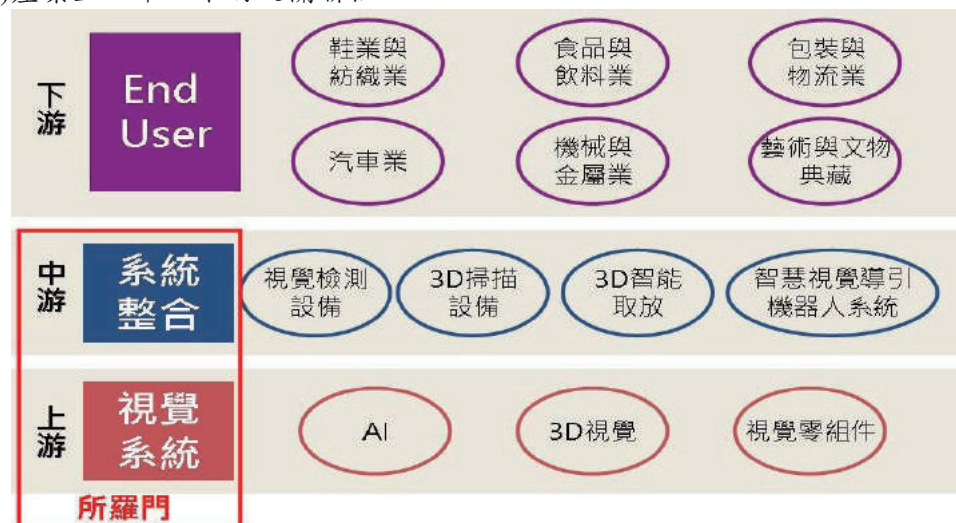 下游
End
User
鞋業與
紡織業
食品與
飲料業
包裝與
物流業
汽車業
機械與
金屬業
藝術與文物
典藏
中游
系統
整合
視覺檢測
設備
3D掃描
設備
3D智能
取放
智慧視覺導引
機器人系統
上游
視覺
系統
AI
3D視覺
視覺零組件
所羅門